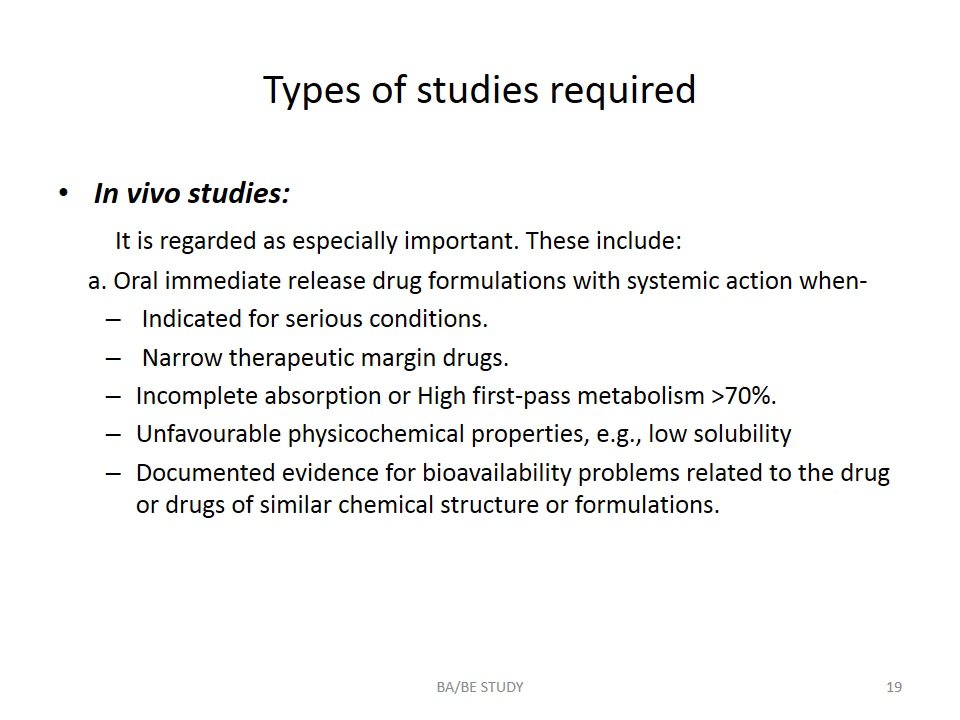 Types of studies required
• In vivo studies:
It is regarded as especially important. These include:
a. Oral immediate release drug formulations with systemic action when-
– Indicated for serious conditions.
– Narrow therapeutic margin drugs.
– Incomplete absorption or High first-pass metabolism >70%.
– Unfavourable physicochemical properties, e.g., low solubility
– Documented evidence for bioavailability problems related to the drug
or drugs of similar chemical structure or formulations.
BA/BE STUDY
19